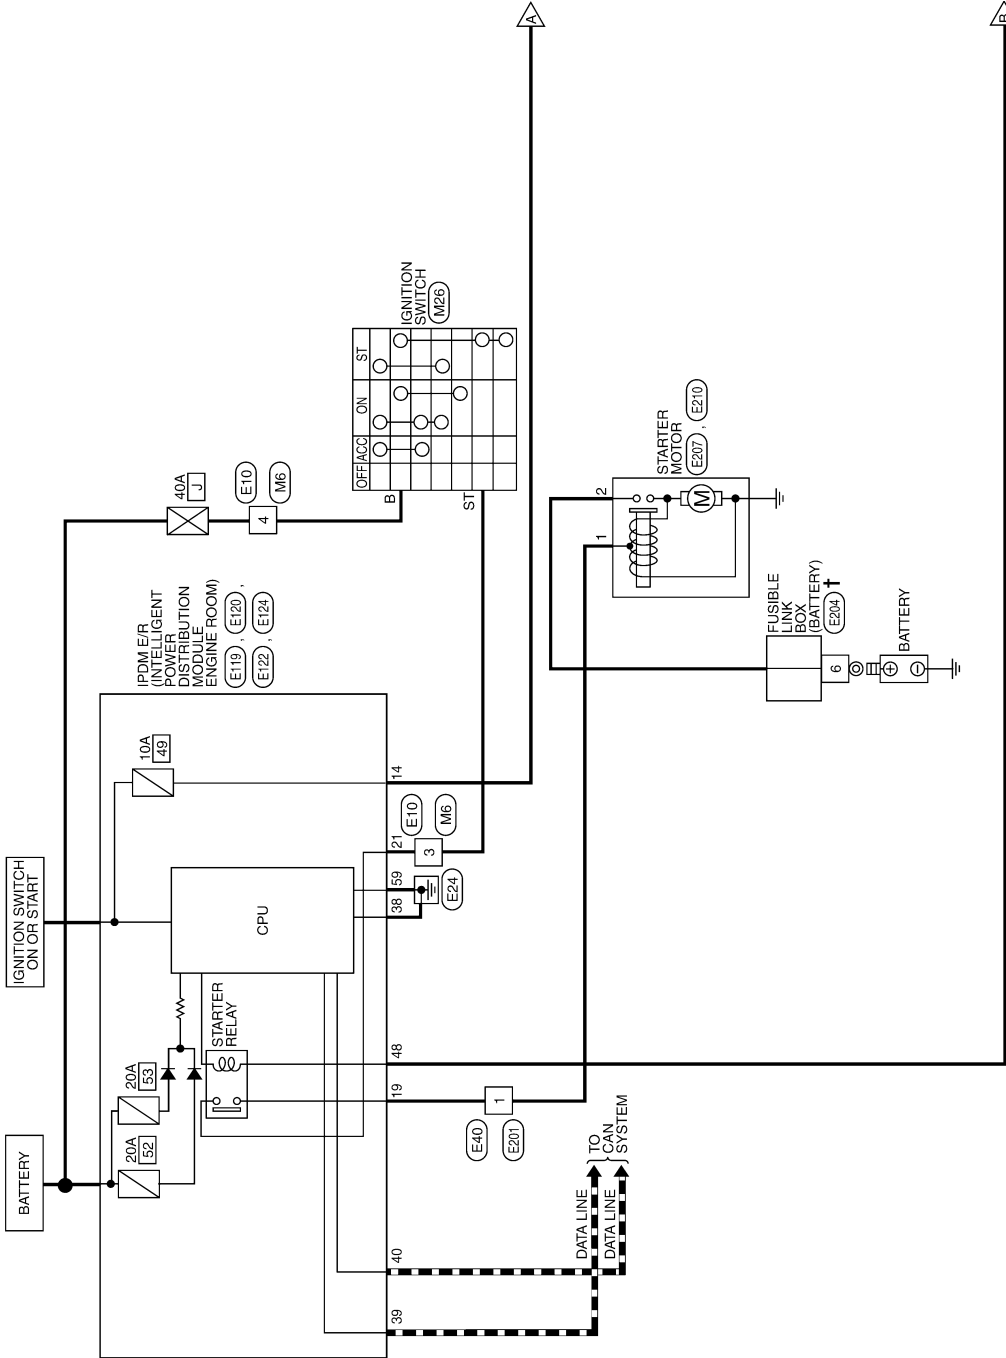 BATTERY
20A
52
20A
53
STARTER
RELAY
IGNITION SWITCH
ON OR START
CPU
10A
49
IPDM E/R
(INTELLIGENT
POWER
DISTRIBUTION
MODULE
ENGINE ROOM)
E119 , E120 ,
E122 , E124
40A
J
4
E10
M6
OFF
ACC
ON
ST
B
ST
IGNITION
SWITCH
M26
39
40
19
48
38
59
21
14
E24
3
E10
M6
A
1
E40
E201
DATA LINE
DATA LINE
TO
CAN
SYSTEM
1
2
M
STARTER
MOTOR
E207 , E210
FUSIBLE
LINK
BOX
(BATTERY)
E204
6
BATTERY
B